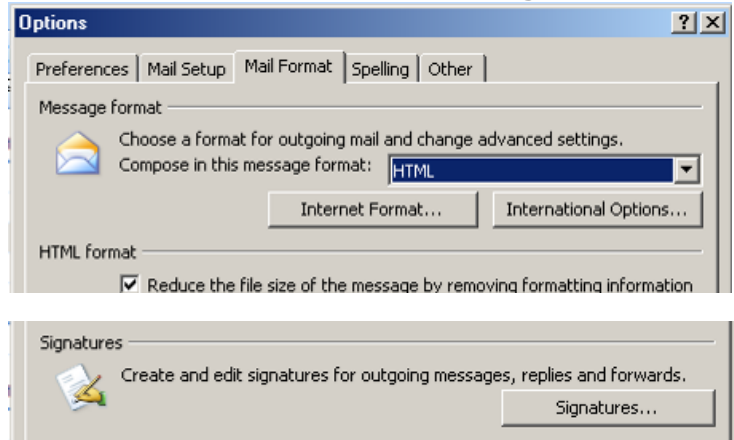 Options
Preferences Mail Setup Mail Format Spelling Other
Message format
Choose a format for outgoing mail and change advanced settings.
Compose in this message format: HTML
Internet Format... International Options...
HTML format
Reduce the file size of the message by removing formatting information
Signatures
Create and edit signatures for outgoing messages, replies and forwards.
Signatures...